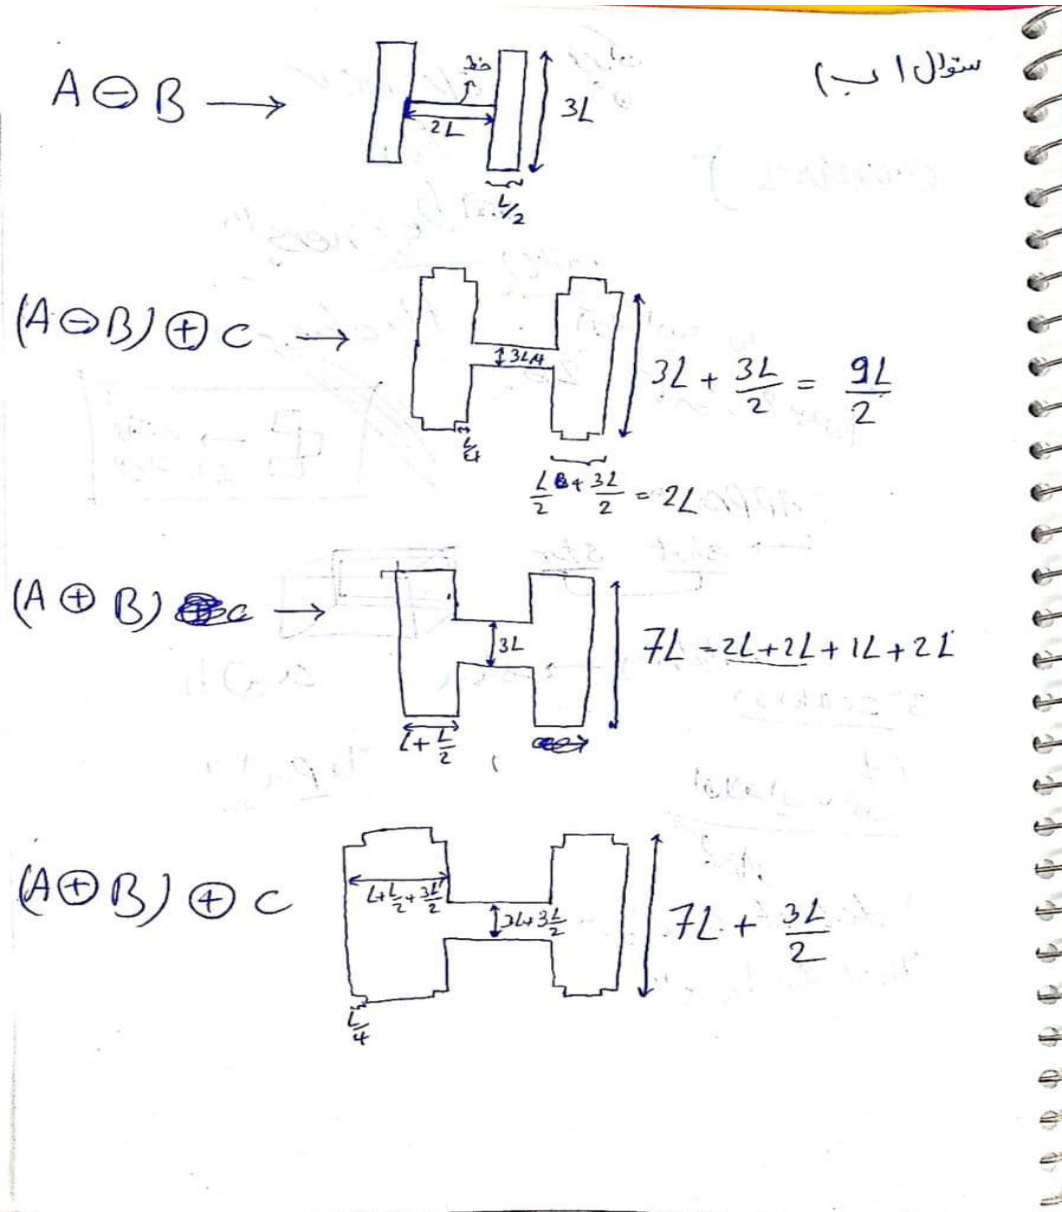 سوال ۱ ب)
A ⊖ B →
خط
2L
3L
L/2
(A ⊖ B) ⊕ C →
3L/4
3L + 3L/2 = 9L/2
L/4
L/2 + 3L/2 = 2L
(A ⊕ B) →
3L
7L = 2L+2L+1L+2L
L+L/2
(A ⊕ B) ⊕ C
L+L/2+3L/2
3L+3L/2
7L + 3L/2
L/4